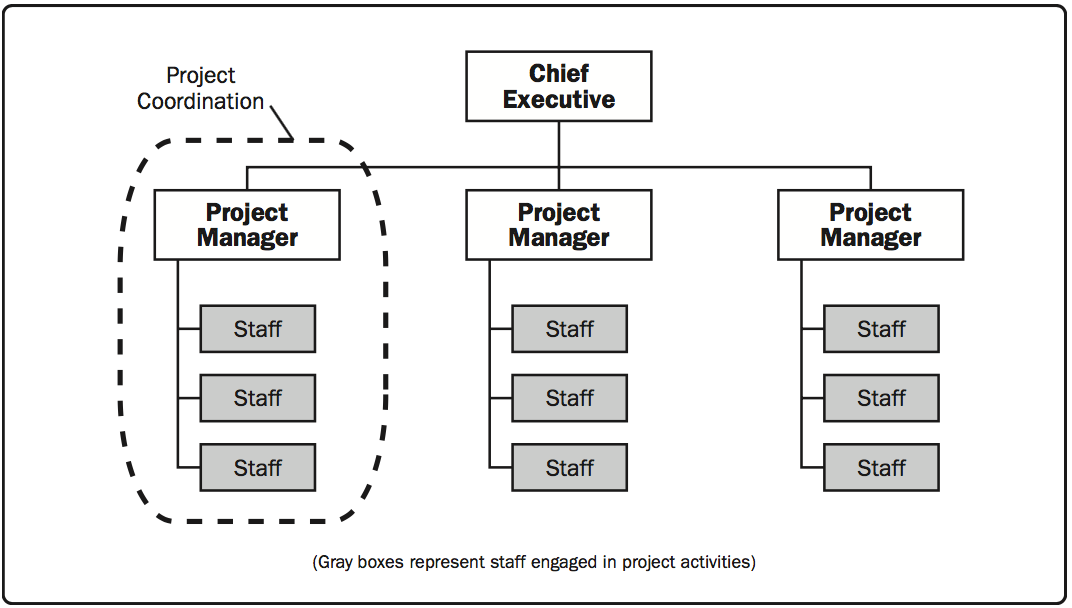 Project
Coordination
Chief
Executive
Project
Manager
Project
Manager
Project
Manager
Staff
Staff
Staff
Staff
Staff
Staff
Staff
Staff
Staff
(Gray boxes represent staff engaged in project activities)